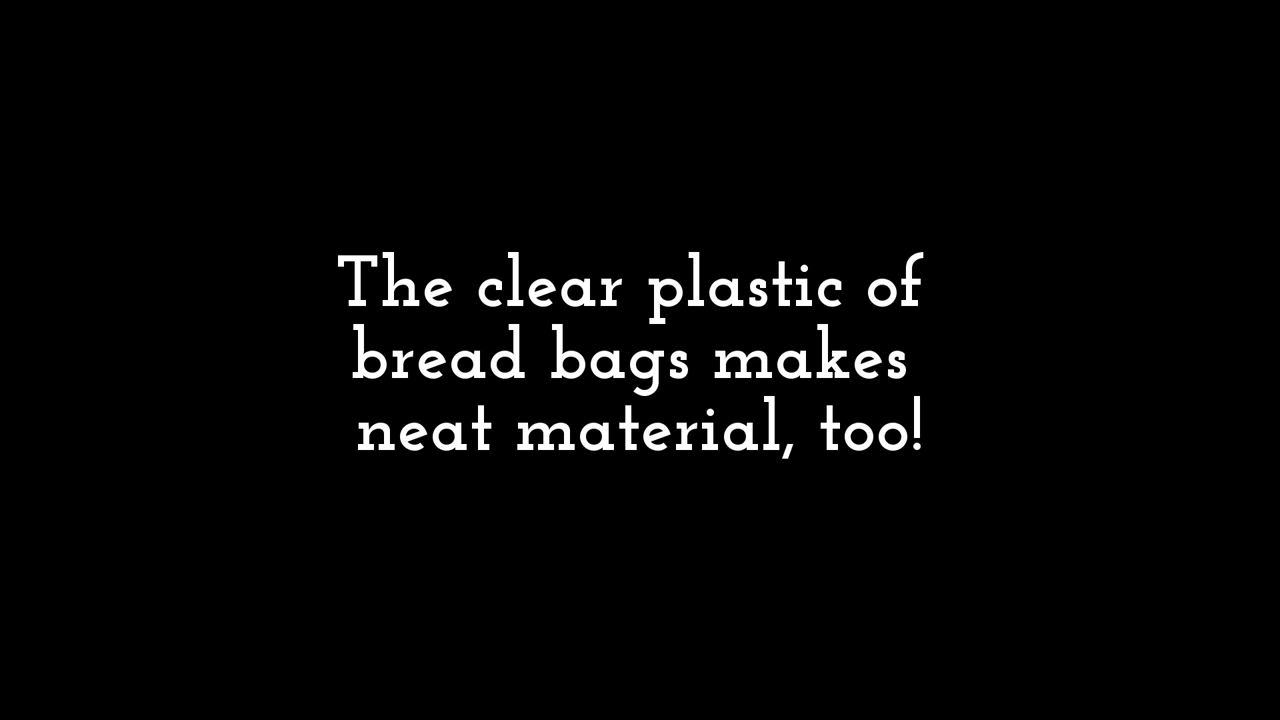 The clear plastic of
bread bags makes
neat material, too!